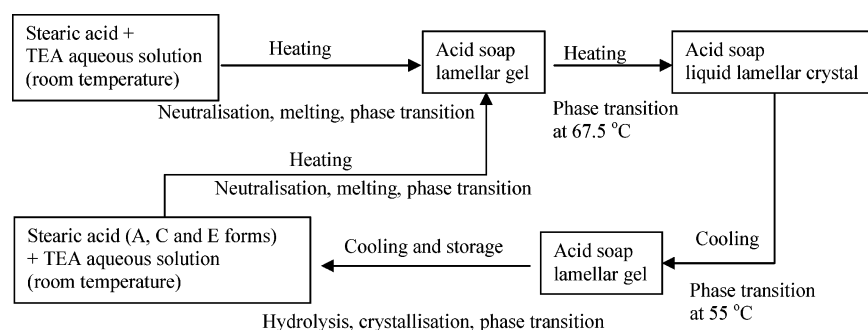 Stearic acid +
TEA aqueous solution
(room temperature)
Heating
Neutralisation, melting, phase transition
Acid soap
lamellar gel
Heating
Phase transition
at 67.5 °C
Acid soap
liquid lamellar crystal
Heating
Neutralisation, melting, phase transition
Stearic acid (A, C and E forms)
+ TEA aqueous solution
(room temperature)
Cooling and storage
Hydrolysis, crystallisation, phase transition
Acid soap
lamellar gel
Cooling
Phase transition
at 55 °C